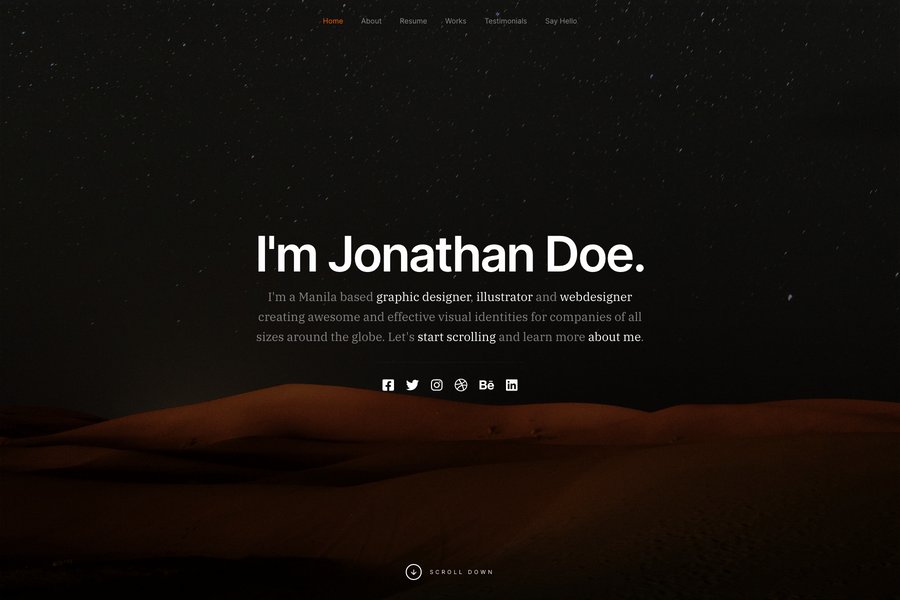 Home About Resume Works Testimonials Say Hello
I'm Jonathan Doe.
I'm a Manila based graphic designer, illustrator and webdesigner
creating awesome and effective visual identities for companies of all
sizes around the globe. Let's start scrolling and learn more about me.
Bē
SCROLL DOWN